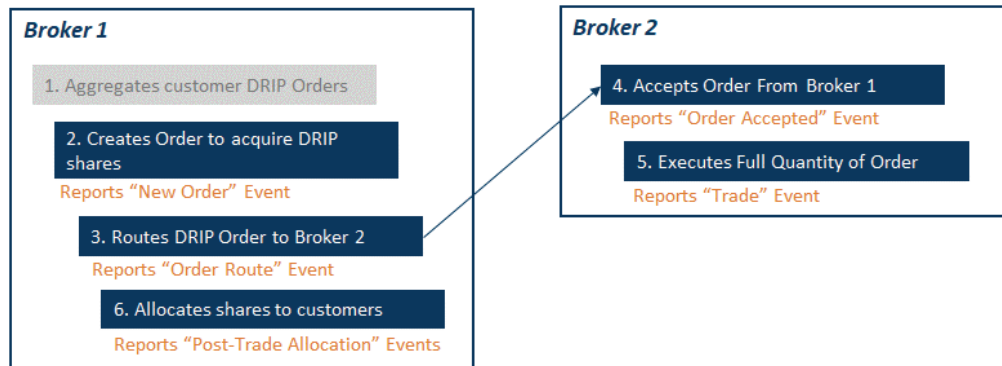 Broker 1
1. Aggregates customer DRIP Orders
2. Creates Order to acquire DRIP
shares
Reports “New Order” Event
3. Routes DRIP Order to Broker 2
Reports “Order Route” Event
6. Allocates shares to customers
Reports “Post-Trade Allocation” Events
Broker 2
4. Accepts Order From Broker 1
Reports “Order Accepted” Event
5. Executes Full Quantity of Order
Reports “Trade” Event